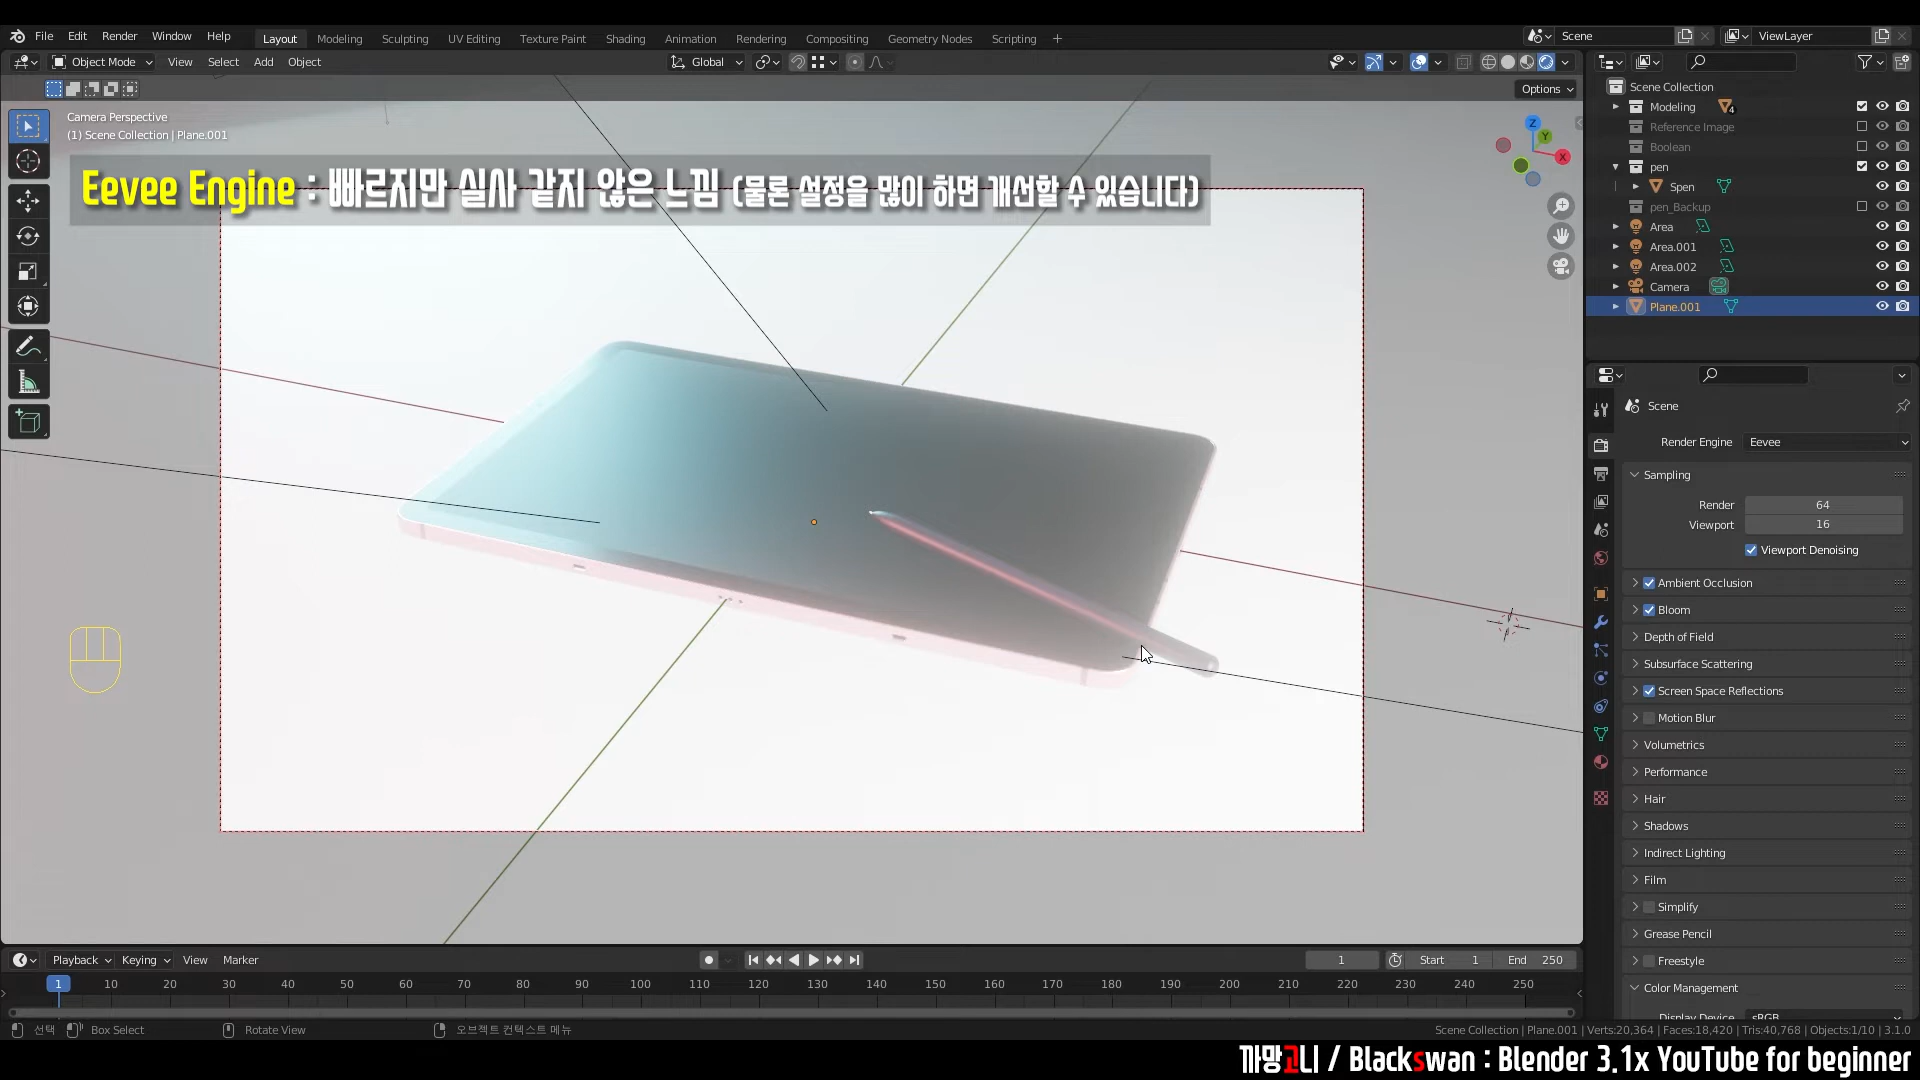 File Edit Render Window Help Layout Modeling Sculpting UV Editing Texture Paint Shading Animation Rendering Compositing Geometry Nodes Scripting + Scene ViewLayer
Object Mode View Select Add Object Global
Options
Camera Perspective
(1) Scene Collection | Plane.001
Eevee Engine : 빠르지만 실사 같지 않은 느낌 (물론 설정을 많이 하면 개선할 수 있습니다)
Z
Y
X
Scene Collection
Modeling 4
Reference Image
Boolean
pen
Spen
pen_Backup
Area
Area.001
Area.002
Camera
Plane.001
Scene
Render Engine Eevee
Sampling
Render 64
Viewport 16
Viewport Denoising
Ambient Occlusion
Bloom
Depth of Field
Subsurface Scattering
Screen Space Reflections
Motion Blur
Volumetrics
Performance
Hair
Shadows
Indirect Lighting
Film
Simplify
Grease Pencil
Freestyle
Color Management
Display Device sRGB
Playback Keying View Marker 1 Start 1 End 250
1 10 20 30 40 50 60 70 80 90 100 110 120 130 140 150 160 170 180 190 200 210 220 230 240 250
선택 Box Select Rotate View 오브젝트 컨텍스트 메뉴 Scene Collection | Plane.001 | Verts:20,364 | Faces:18,420 | Tris:40,768 | Objects:1/10 | 3.1.0
까망고니 / Blackswan : Blender 3.1x YouTube for beginner